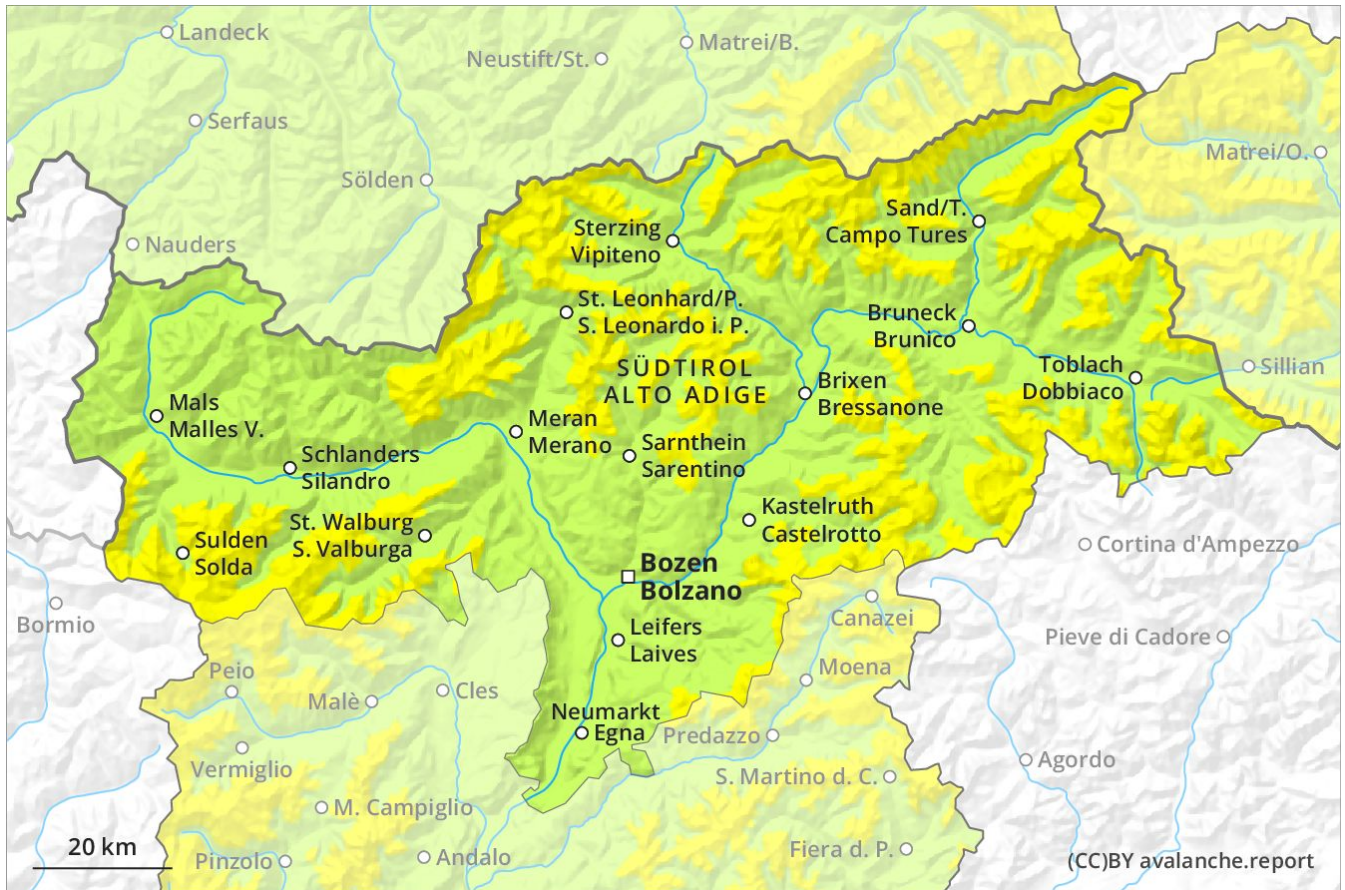 Landeck
Neustift/St.
Matrei/B.
Serfaus
Sölden
Matrei/O.
Nauders
Sand/T.
Campo Tures
Sterzing
Vipiteno
St. Leonhard/P.
S. Leonardo i. P.
Bruneck
Brunico
SÜDTIROL
ALTO ADIGE
Toblach
Dobbiaco
Sillian
Brixen
Bressanone
Mals
Malles V.
Meran
Merano
Sarnthein
Sarentino
Schlanders
Silandro
Kastelruth
Castelrotto
St. Walburg
S. Valburga
Sulden
Solda
Cortina d'Ampezzo
Bozen
Bolzano
Bormio
Canazei
Leifers
Laives
Pieve di Cadore
Peio
Moena
Malè
Cles
Neumarkt
Egna
Predazzo
Vermiglio
Agordo
S. Martino d. C.
M. Campiglio
20 km
Pinzolo
Andalo
Fiera d. P.
(CC)BY avalanche.report